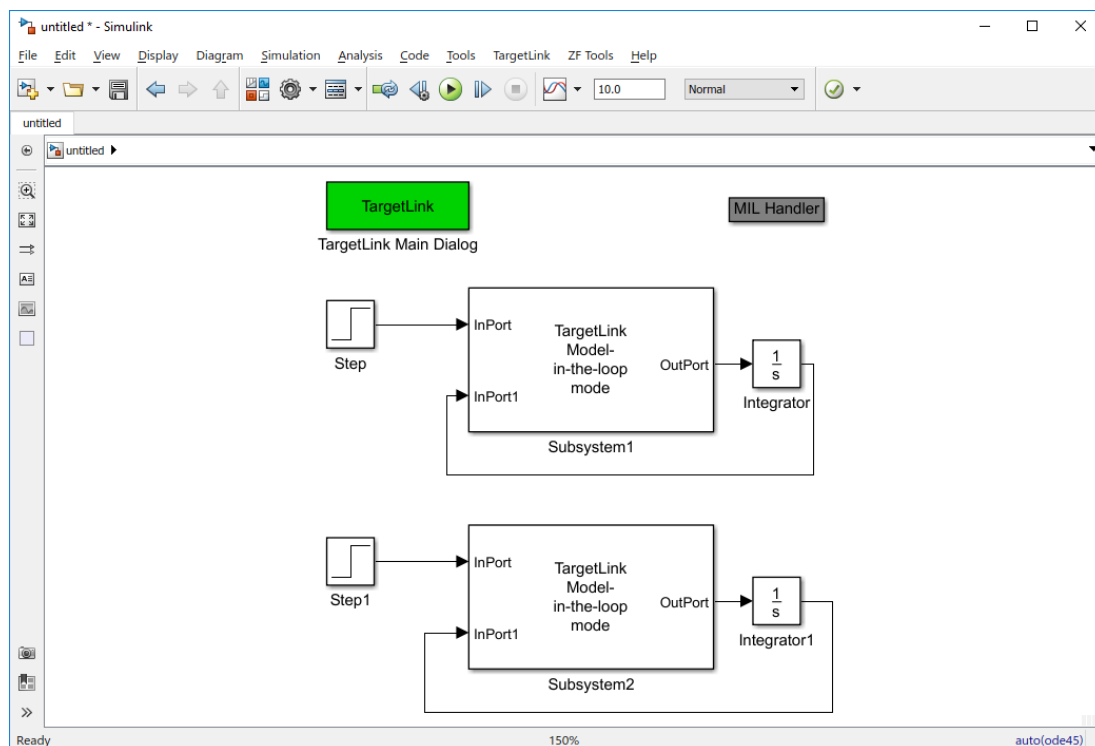 untitled * - Simulink
File Edit View Display Diagram Simulation Analysis Code Tools TargetLink ZF Tools Help
10.0 Normal
untitled
untitled
TargetLink
TargetLink Main Dialog
MIL Handler
Step
InPort
InPort1
TargetLink
Model-
in-the-loop
mode
OutPort
Subsystem1
1
s
Integrator
Step1
InPort
InPort1
TargetLink
Model-
in-the-loop
mode
OutPort
Subsystem2
1
s
Integrator1
Ready 150% auto(ode45)